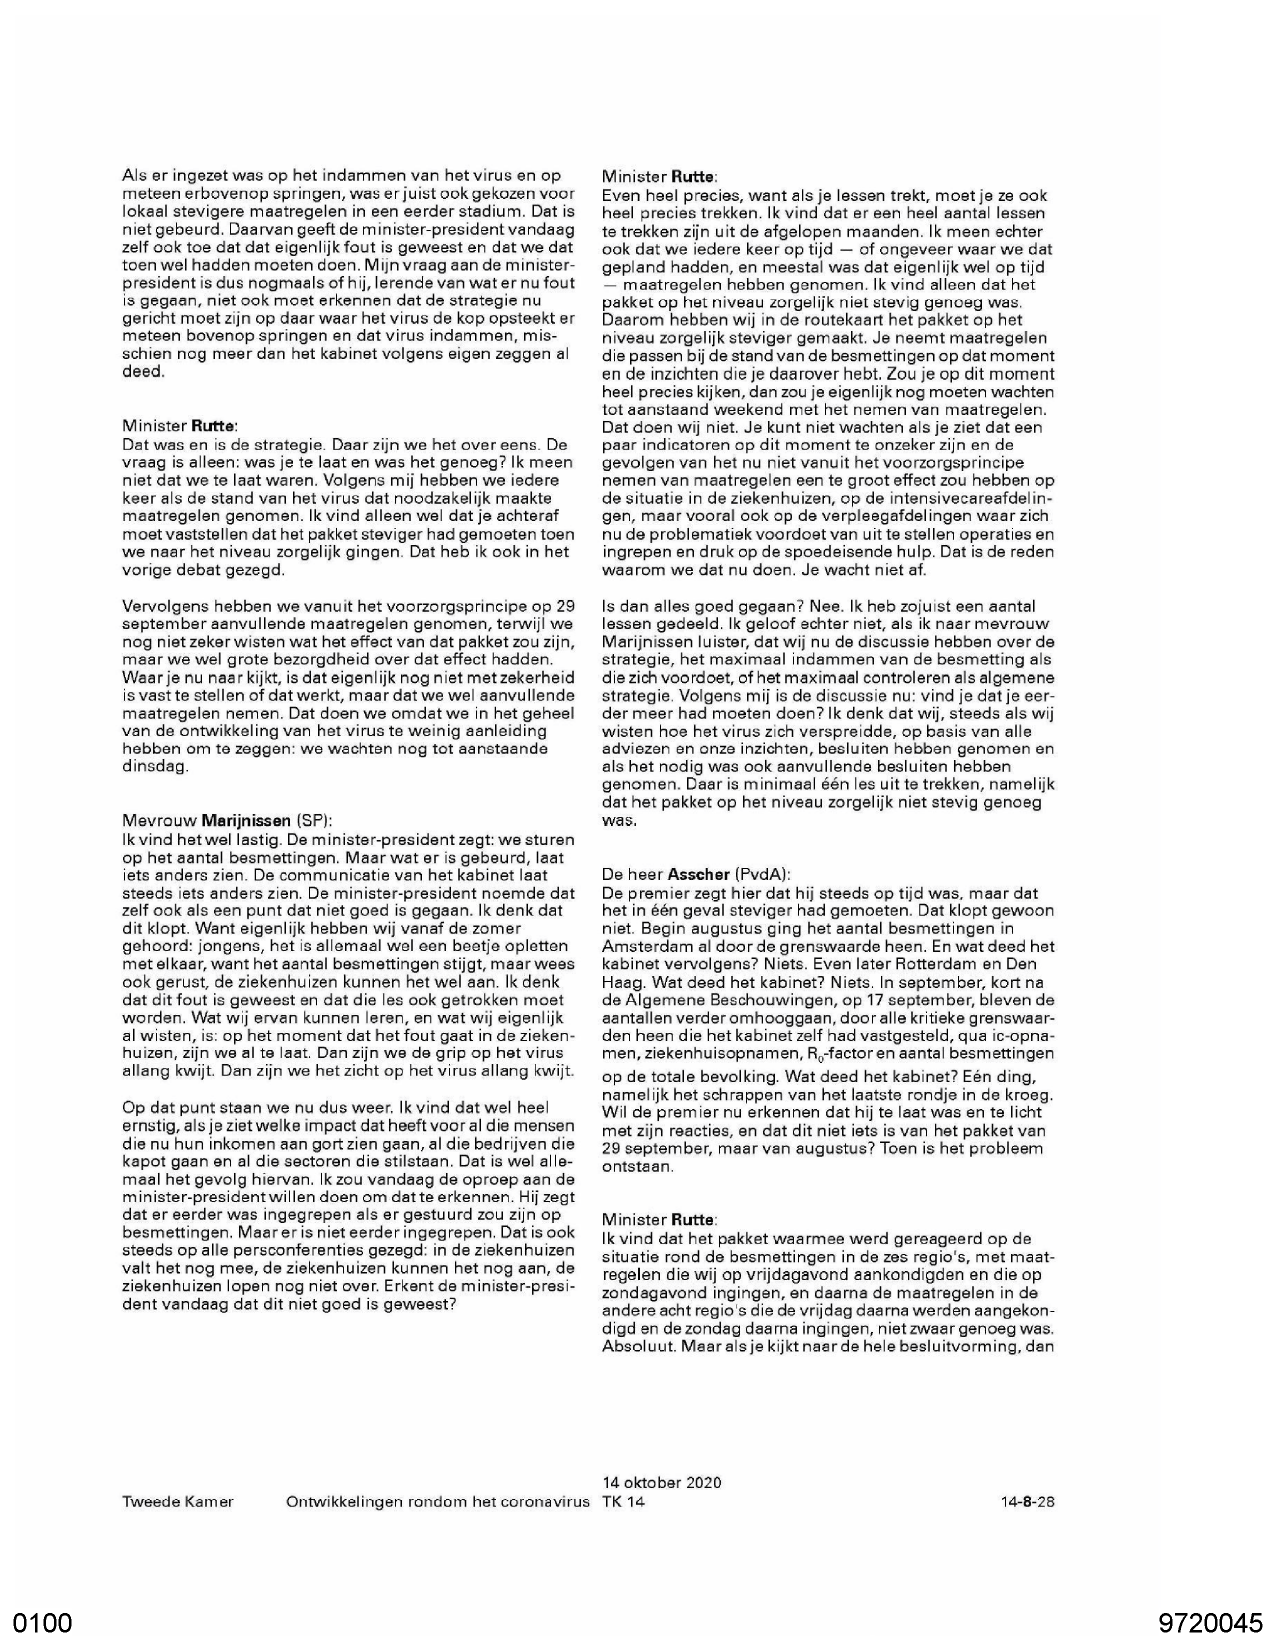 Als er ingezet was op het indammen van het virus en op
meteen erbovenop springen, was er juist ook gekozen voor
lokaal stevigere maatregelen in een eerder stadium. Dat is
niet gebeurd. Daarvan geeft de minister-president vandaag
zelf ook toe dat dat eigenlijk fout is geweest en dat we dat
toen wel hadden moeten doen. Mijn vraag aan de minister-
president is dus nogmaals of hij, lerende van wat er nu fout
is gegaan, niet ook moet erkennen dat de strategie nu
gericht moet zijn op daar waar het virus de kop opsteekt er
meteen bovenop springen en dat virus indammen, mis-
schien nog meer dan het kabinet volgens eigen zeggen al
deed.
Minister Rutte:
Dat was en is de strategie. Daar zijn we het over eens. De
vraag is alleen: was je te laat en was het genoeg? Ik meen
niet dat we te laat waren. Volgens mij hebben we iedere
keer als de stand van het virus dat noodzakelijk maakte
maatregelen genomen. Ik vind alleen wel dat je achteraf
moet vaststellen dat het pakket steviger had gemoeten toen
we naar het niveau zorgelijk gingen. Dat heb ik ook in het
vorige debat gezegd.
Vervolgens hebben we vanuit het voorzorgsprincipe op 29
september aanvullende maatregelen genomen, terwijl we
nog niet zeker wisten wat het effect van dat pakket zou zijn,
maar we wel grote bezorgdheid over dat effect hadden.
Waar je nu naar kijkt, is dat eigenlijk nog niet met zekerheid
is vast te stellen of dat werkt, maar dat we wel aanvullende
maatregelen nemen. Dat doen we omdat we in het geheel
van de ontwikkeling van het virus te weinig aanleiding
hebben om te zeggen: we wachten nog tot aanstaande
dinsdag.
Mevrouw Marijnissen (SP):
Ik vind het wel lastig. De minister-president zegt: we sturen
op het aantal besmettingen. Maar wat er is gebeurd, laat
iets anders zien. De communicatie van het kabinet laat
steeds iets anders zien. De minister-president noemde dat
zelf ook als een punt dat niet goed is gegaan. Ik denk dat
dit klopt. Want eigenlijk hebben wij vanaf de zomer
gehoord: jongens, het is allemaal wel een beetje opletten
met elkaar, want het aantal besmettingen stijgt, maar wees
ook gerust, de ziekenhuizen kunnen het wel aan. Ik denk
dat dit fout is geweest en dat die les ook getrokken moet
worden. Wat wij ervan kunnen leren, en wat wij eigenlijk
al wisten, is: op het moment dat het fout gaat in de zieken-
huizen, zijn we al te laat. Dan zijn we de grip op het virus
allang kwijt. Dan zijn we het zicht op het virus allang kwijt.
Op dat punt staan we nu dus weer. Ik vind dat wel heel
ernstig, als je ziet welke impact dat heeft voor al die mensen
die nu hun inkomen aan gort zien gaan, al die bedrijven die
kapot gaan en al die sectoren die stilstaan. Dat is wel alle-
maal het gevolg hiervan. Ik zou vandaag de oproep aan de
minister-president willen doen om dat te erkennen. Hij zegt
dat er eerder was ingegrepen als er gestuurd zou zijn op
besmettingen. Maar er is niet eerder ingegrepen. Dat is ook
steeds op alle persconferenties gezegd: in de ziekenhuizen
valt het nog mee, de ziekenhuizen kunnen het nog aan, de
ziekenhuizen lopen nog niet over. Erkent de minister-presi-
dent vandaag dat dit niet goed is geweest?
Minister Rutte:
Even heel precies, want als je lessen trekt, moet je ze ook
heel precies trekken. Ik vind dat er een heel aantal lessen
te trekken zijn uit de afgelopen maanden. Ik meen echter
ook dat we iedere keer op tijd — of ongeveer waar we dat
gepland hadden, en meestal was dat eigenlijk wel op tijd
— maatregelen hebben genomen. Ik vind alleen dat het
pakket op het niveau zorgelijk niet stevig genoeg was.
Daarom hebben wij in de routekaart het pakket op het
niveau zorgelijk steviger gemaakt. Je neemt maatregelen
die passen bij de stand van de besmettingen op dat moment
en de inzichten die je daarover hebt. Zou je op dit moment
heel precies kijken, dan zou je eigenlijk nog moeten wachten
tot aanstaand weekend met het nemen van maatregelen.
Dat doen wij niet. Je kunt niet wachten als je ziet dat een
paar indicatoren op dit moment te onzeker zijn en de
gevolgen van het nu niet vanuit het voorzorgsprincipe
nemen van maatregelen een te groot effect zou hebben op
de situatie in de ziekenhuizen, op de intensivecareafdelin-
gen, maar vooral ook op de verpleegafdelingen waar zich
nu de problematiek voordoet van uit te stellen operaties en
ingrepen en druk op de spoedeisende hulp. Dat is de reden
waarom we dat nu doen. Je wacht niet af.
Is dan alles goed gegaan? Nee. Ik heb zojuist een aantal
lessen gedeeld. Ik geloof echter niet, als ik naar mevrouw
Marijnissen luister, dat wij nu de discussie hebben over de
strategie, het maximaal indammen van de besmetting als
die zich voordoet, of het maximaal controleren als algemene
strategie. Volgens mij is de discussie nu: vind je dat je eer-
der meer had moeten doen? Ik denk dat wij, steeds als wij
wisten hoe het virus zich verspreidde, op basis van alle
adviezen en onze inzichten, besluiten hebben genomen en
als het nodig was ook aanvullende besluiten hebben
genomen. Daar is minimaal één les uit te trekken, namelijk
dat het pakket op het niveau zorgelijk niet stevig genoeg
was.
De heer Asscher (PvdA):
De premier zegt hier dat hij steeds op tijd was, maar dat
het in één geval steviger had gemoeten. Dat klopt gewoon
niet. Begin augustus ging het aantal besmettingen in
Amsterdam al door de grenswaarde heen. En wat deed het
kabinet vervolgens? Niets. Even later Rotterdam en Den
Haag. Wat deed het kabinet? Niets. In september, kort na
de Algemene Beschouwingen, op 17 september, bleven de
aantallen verder omhooggaan, door alle kritieke grenswaar-
den heen die het kabinet zelf had vastgesteld, qua ic-opna-
men, ziekenhuisopnamen, R₀-factor en aantal besmettingen
op de totale bevolking. Wat deed het kabinet? Eén ding,
namelijk het schrappen van het laatste rondje in de kroeg.
Wil de premier nu erkennen dat hij te laat was en te licht
met zijn reacties, en dat dit niet iets is van het pakket van
29 september, maar van augustus? Toen is het probleem
ontstaan.
Minister Rutte:
Ik vind dat het pakket waarmee werd gereageerd op de
situatie rond de besmettingen in de zes regio's, met maat-
regelen die wij op vrijdagavond aankondigden en die op
zondagavond ingingen, en daarna de maatregelen in de
andere acht regio's die de vrijdag daarna werden aangekon-
digd en de zondag daarna ingingen, niet zwaar genoeg was.
Absoluut. Maar als je kijkt naar de hele besluitvorming, dan
14 oktober 2020
Tweede Kamer Ontwikkelingen rondom het coronavirus TK 14 14-8-28
0100 9720045